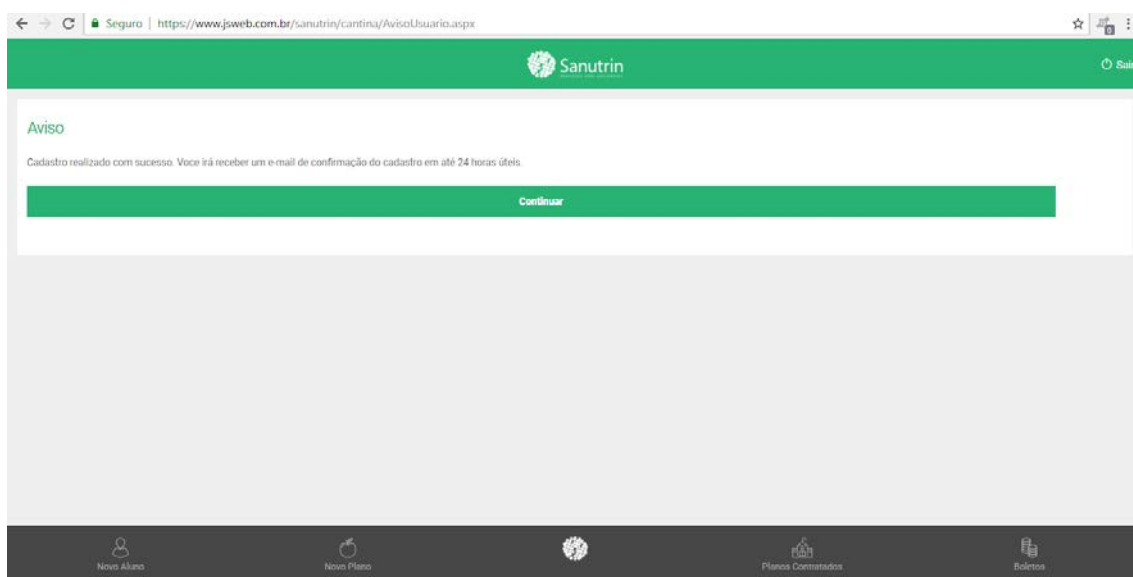 Seguro | https://www.jsweb.com.br/sanutrin/cantina/AvisoUsuario.aspx
Sanutrin
Sair
Aviso
Cadastro realizado com sucesso. Voce irá receber um e-mail de confirmação do cadastro em até 24 horas úteis.
Continuar
Novo Aluno
Novo Plano
Planos Contratados
Boletos